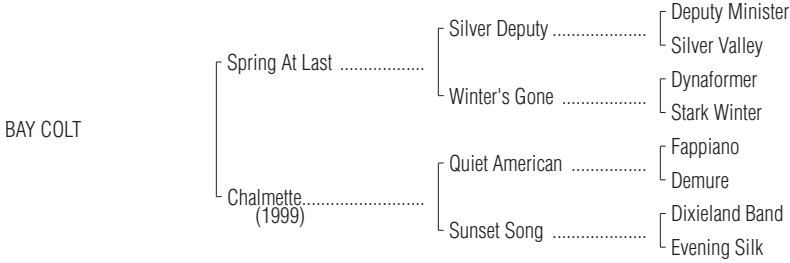 Deputy Minister
Silver Deputy ....................
Silver Valley
Spring At Last ..................
Dynaformer
Winter's Gone ..................
Stark Winter
BAY COLT
Fappiano
Quiet American ................
Demure
Chalmette..........................
(1999)
Dixieland Band
Sunset Song ....................
Evening Silk